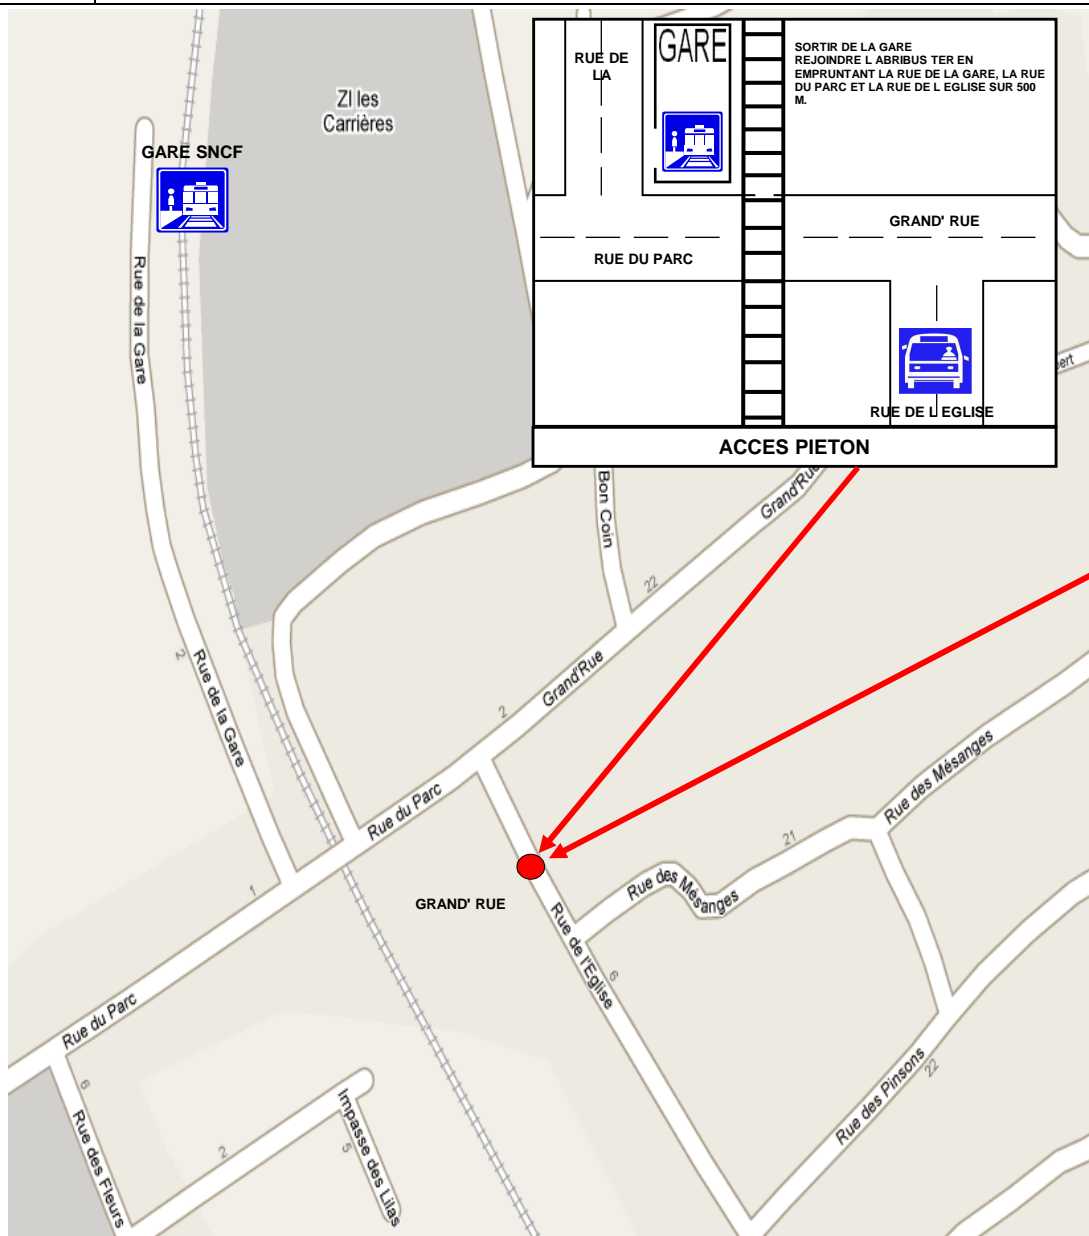 RUE DE
LA
GARE
SORTIR DE LA GARE
REJOINDRE L ABRIBUS TER EN
EMPRUNTANT LA RUE DE LA GARE, LA RUE
DU PARC ET LA RUE DE L EGLISE SUR 500
M.
GRAND' RUE
RUE DU PARC
RUE DE L EGLISE
ACCES PIETON
ZI les
Carrières
GARE SNCF
Rue de la Gare
Bon Coin
Grand'Rue
22
2
Rue de la Gare
Grand'Rue
2
Rue du Parc
Rue des Mésanges
21
Rue des Mésanges
1
GRAND' RUE
Rue de l'Eglise
6
Rue du Parc
6
Rue des Fleurs
2
Impasse des Lilas
5
Rue des Pinsons
22